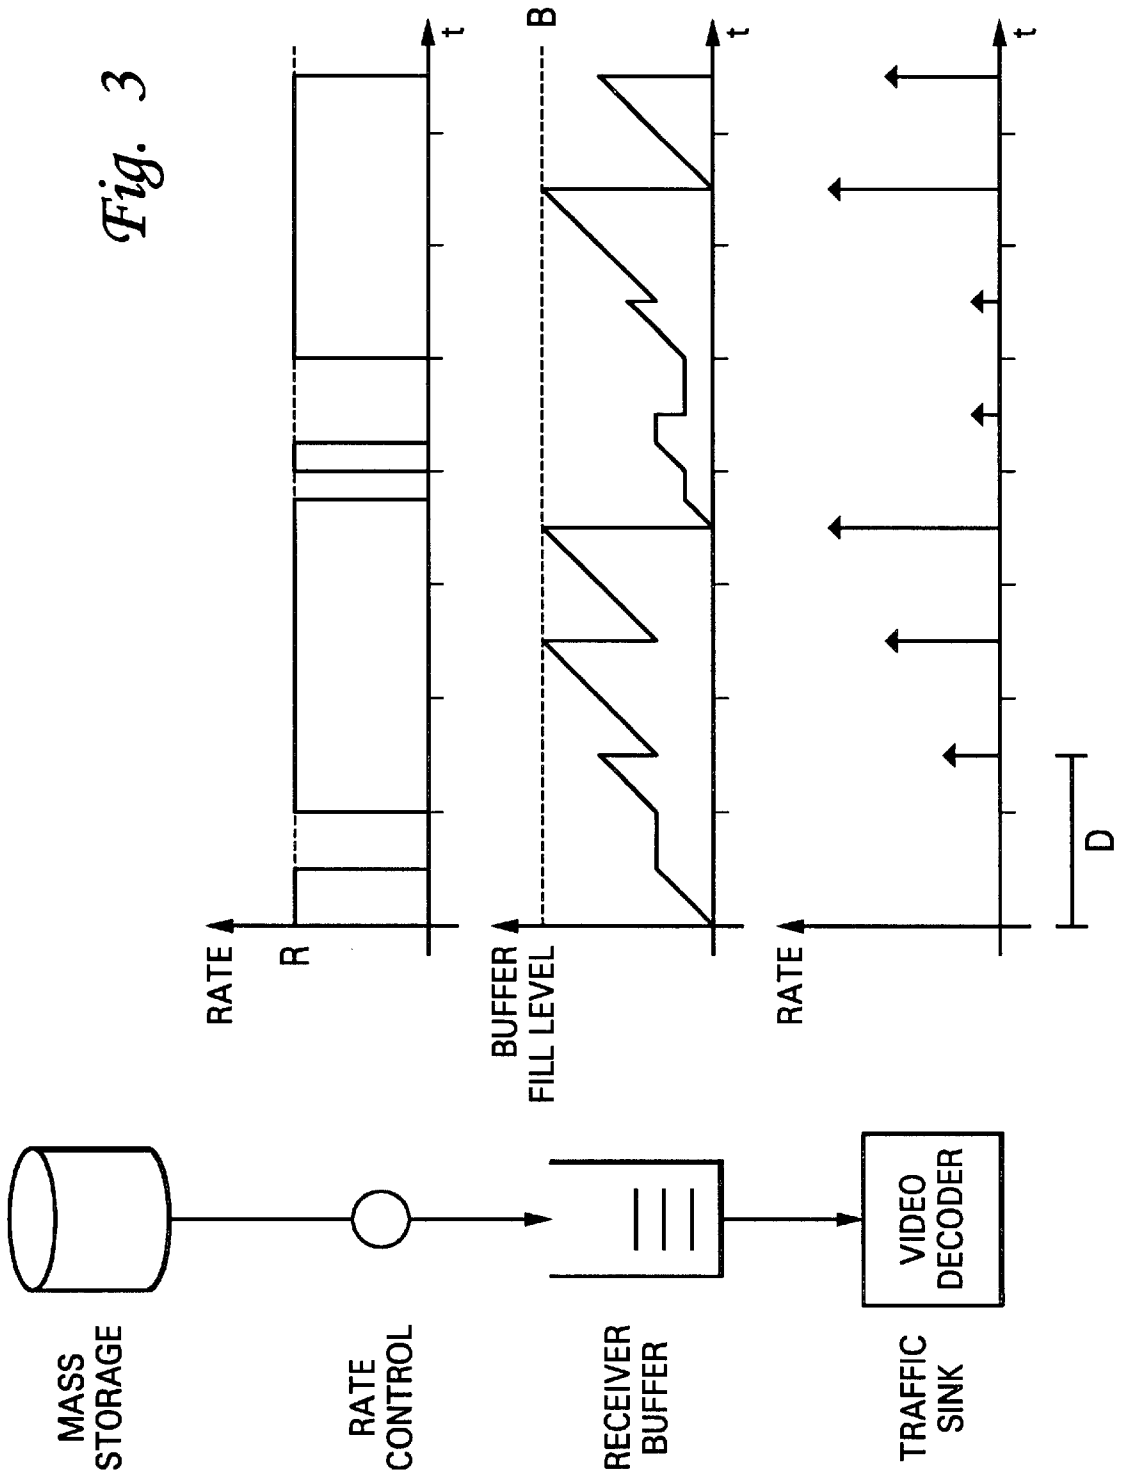 Fig. 3
MASS
STORAGE
RATE
CONTROL
RATE
R
t
RECEIVER
BUFFER
BUFFER
FILL LEVEL
B
t
TRAFFIC
SINK
VIDEO
DECODER
RATE
t
D